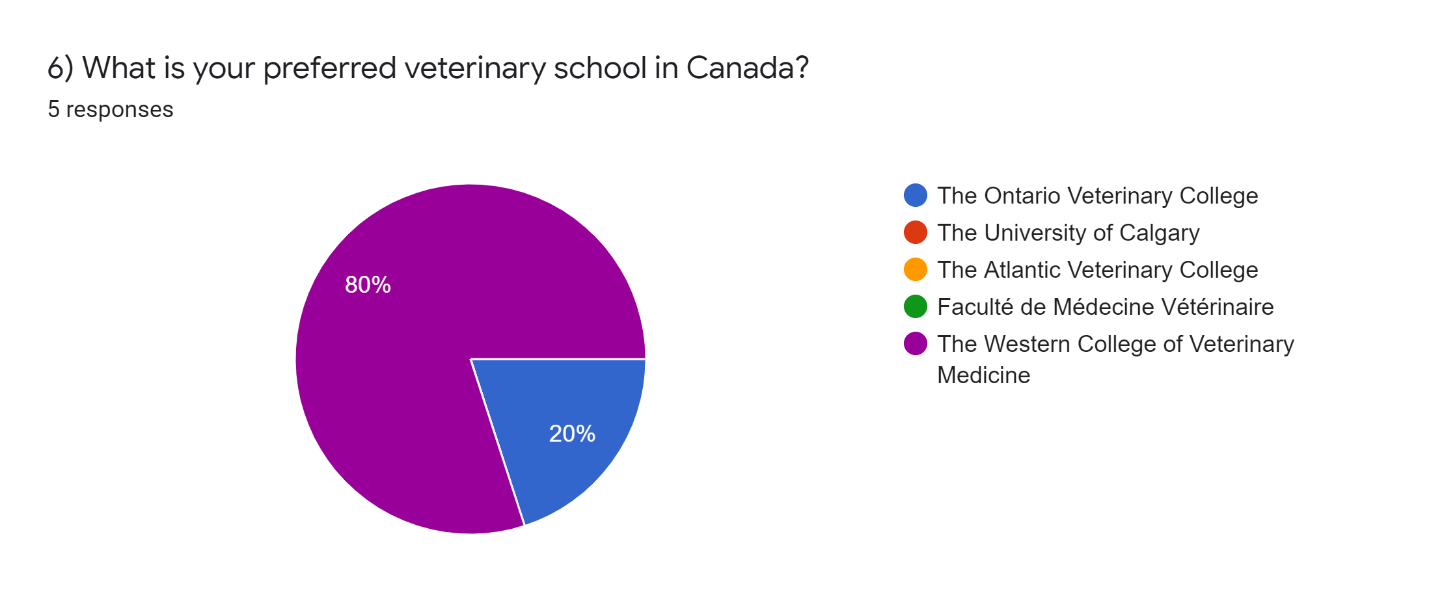 6) What is your preferred veterinary school in Canada?
5 responses
80%
20%
The Ontario Veterinary College
The University of Calgary
The Atlantic Veterinary College
Faculté de Médecine Vétérinaire
The Western College of Veterinary
Medicine